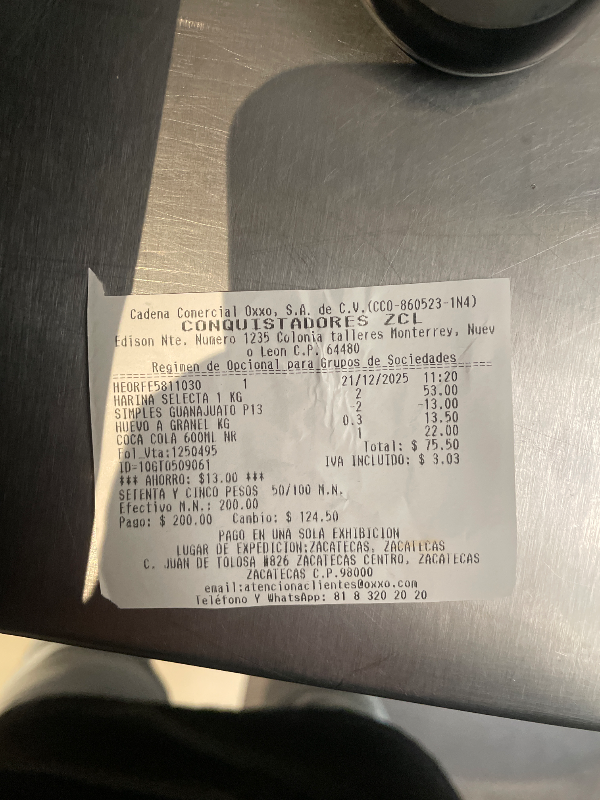 Cadena Comercial Oxxo, S.A. de C.V.(CCO-860523-1N4)
CONQUISTADORES ZCL
Edison Nte. Numero 1235 Colonia talleres Monterrey, Nuev
o Leon C.P. 64480
Regimen de Opcional para Grupos de Sociedades
HEORFE5811030 1 21/12/2025 11:20
HARINA SELECTA 1 KG 2 53.00
SIMPLES GUANAJUATO P13 -2 -13.00
HUEVO A GRANEL KG 0.3 13.50
COCA COLA 600ML NR 1 22.00
Fol_Vta:1250495 Total: $ 75.50
ID=10GT0509061 IVA INCLUIDO: $ 3.03
*** AHORRO: $13.00 ***
SETENTA Y CINCO PESOS 50/100 M.N.
Efectivo M.N.: 200.00
Pago: $ 200.00 Cambio: $ 124.50
PAGO EN UNA SOLA EXHIBICION
LUGAR DE EXPEDICION:ZACATECAS, ZACATECAS
C. JUAN DE TOLOSA #826 ZACATECAS CENTRO, ZACATECAS
ZACATECAS C.P.98000
email:atencionaclientes@oxxo.com
Teléfono Y WhatsApp: 81 8 320 20 20